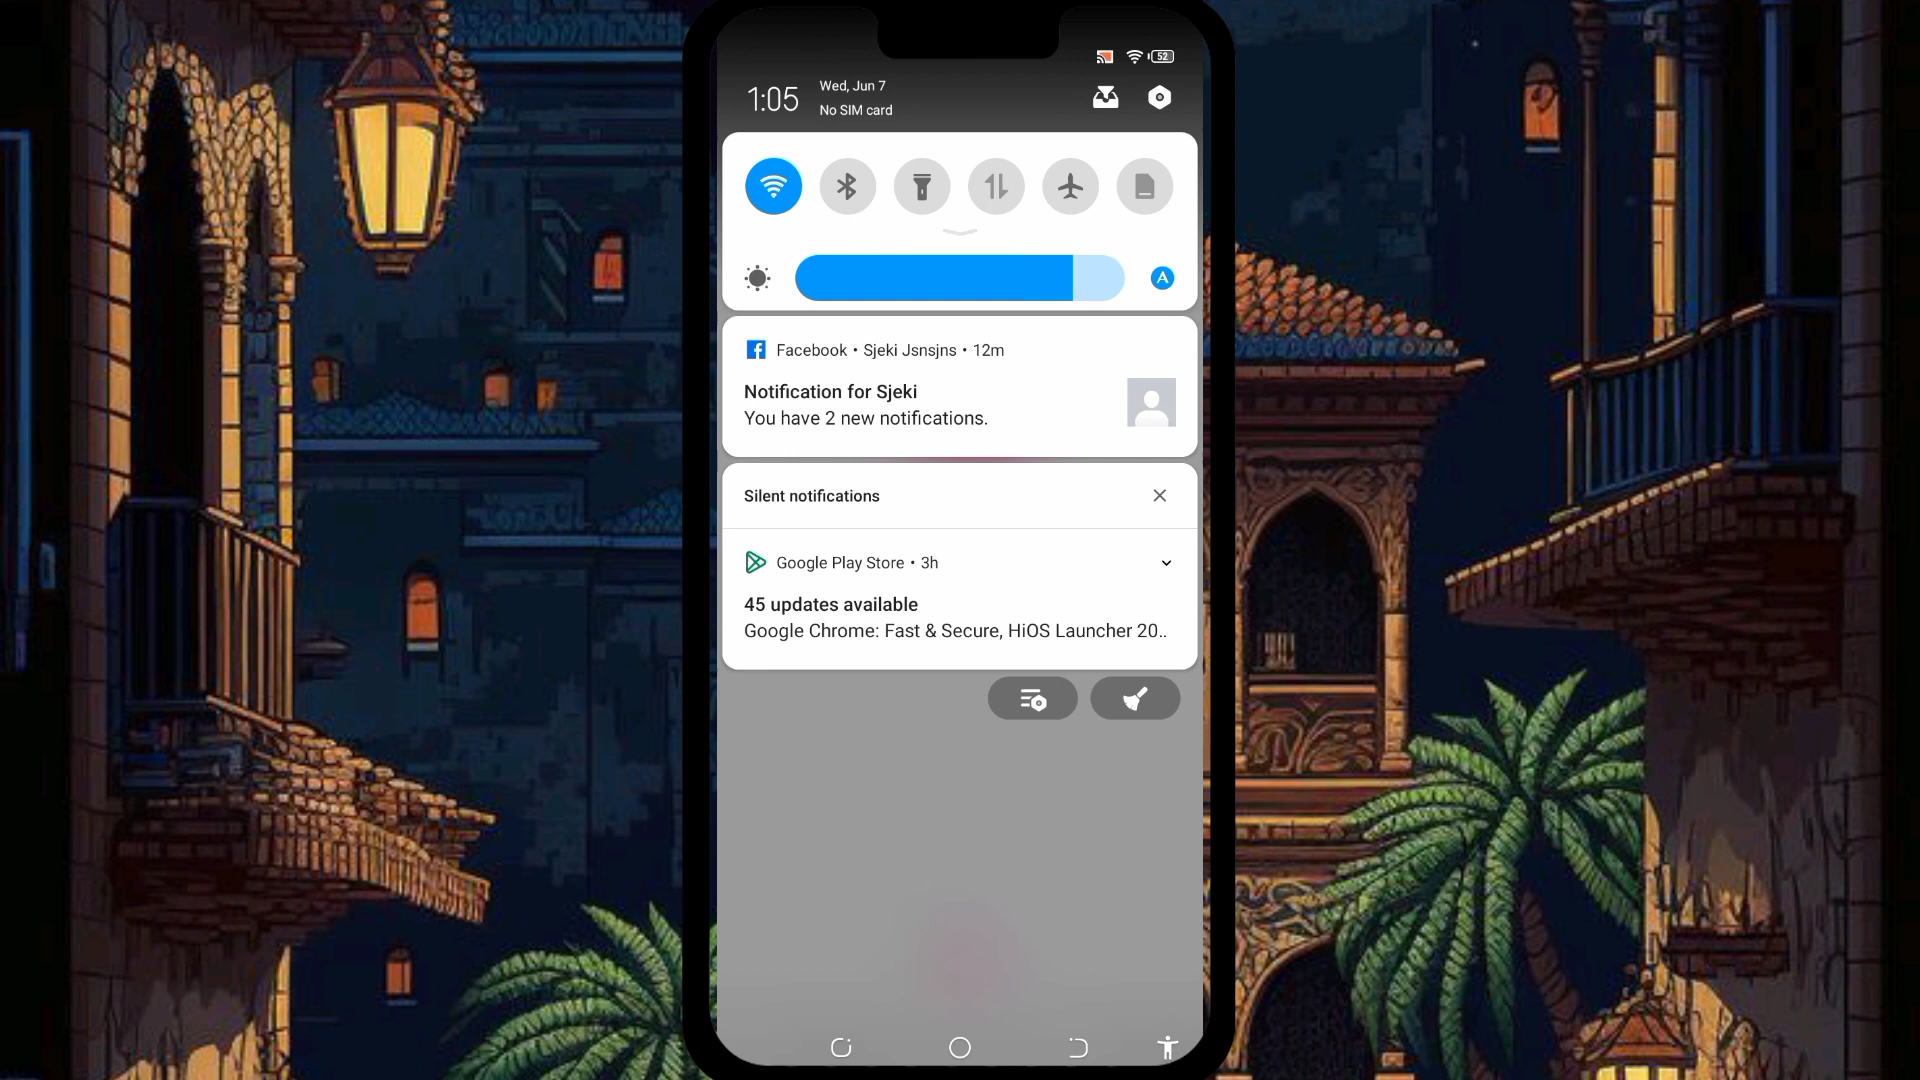 52
1:05
Wed, Jun 7
No SIM card
A
Facebook • Sjeki Jsnsjns • 12m
Notification for Sjeki
You have 2 new notifications.
Silent notifications
Google Play Store • 3h
45 updates available
Google Chrome: Fast & Secure, HiOS Launcher 20..